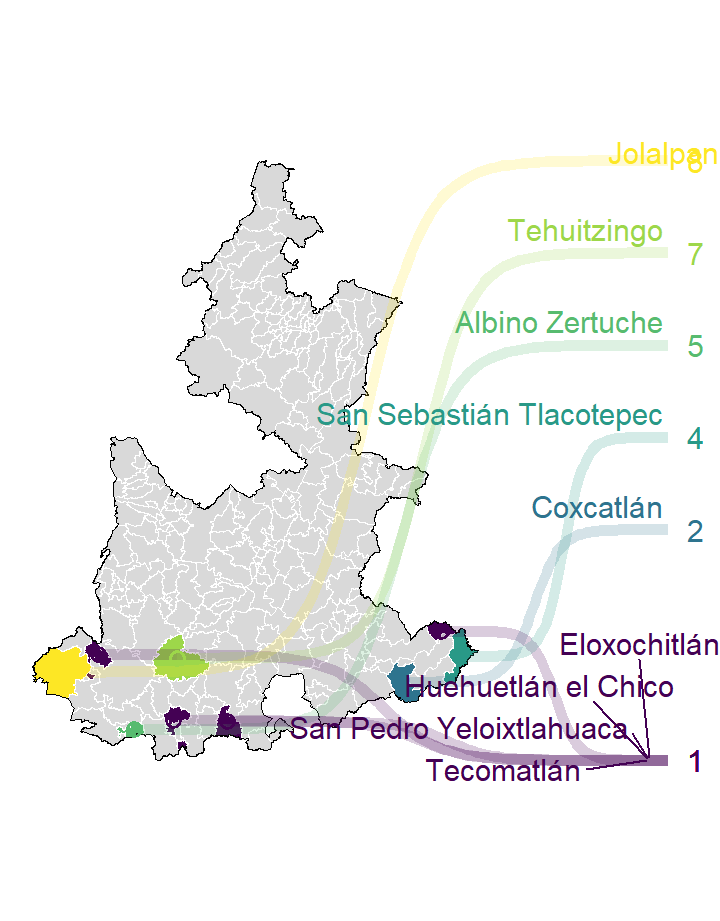 Jolalpan 8
Tehuitzingo 7
Albino Zertuche 5
San Sebastián Tlacotepec 4
Coxcatlán 2
Eloxochitlán
Huehuetlán el Chico
San Pedro Yeloixtlahuaca
Tecomatlán 1